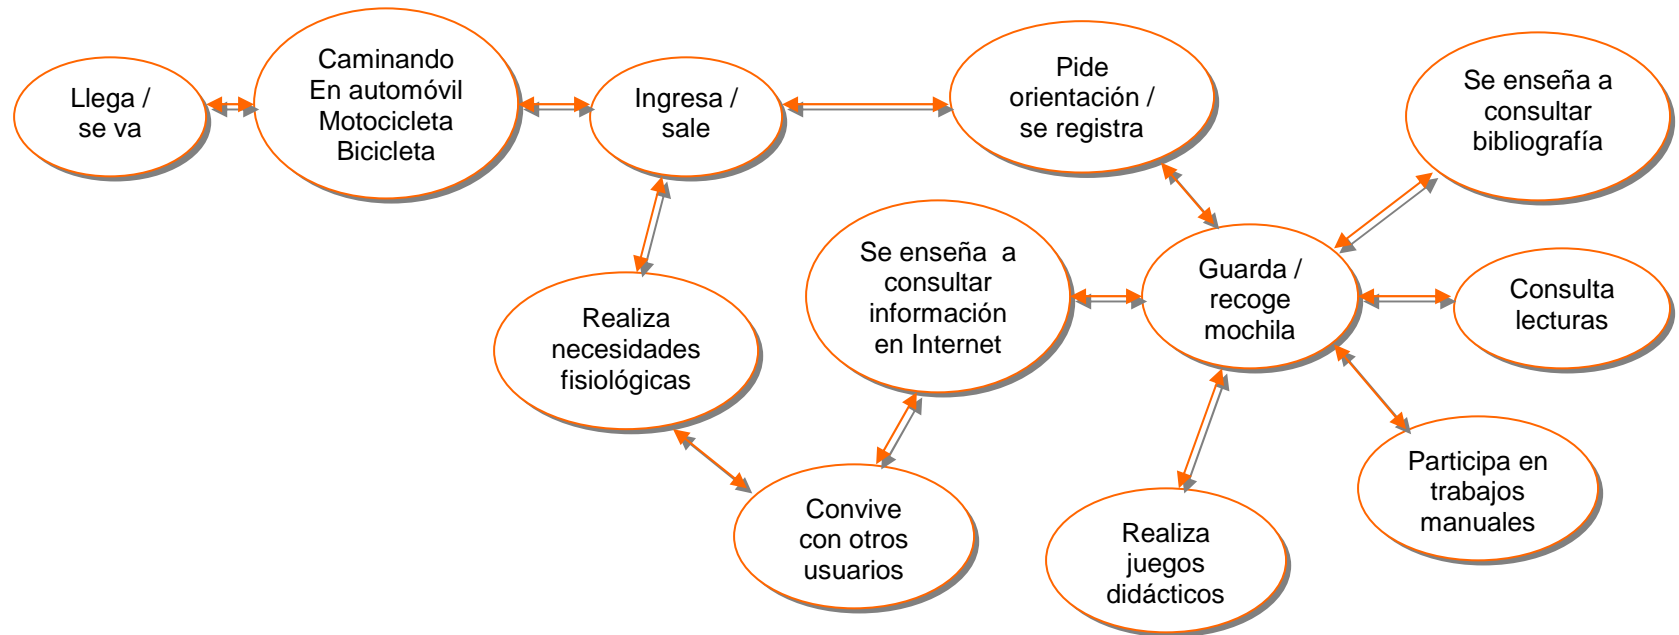 Llega /
se va
Caminando
En automóvil
Motocicleta
Bicicleta
Ingresa /
sale
Pide
orientación /
se registra
Se enseña a
consultar
bibliografía
Realiza
necesidades
fisiológicas
Se enseña  a
consultar
información
en Internet
Guarda /
recoge
mochila
Consulta
lecturas
Convive
con otros
usuarios
Realiza
juegos
didácticos
Participa en
trabajos
manuales